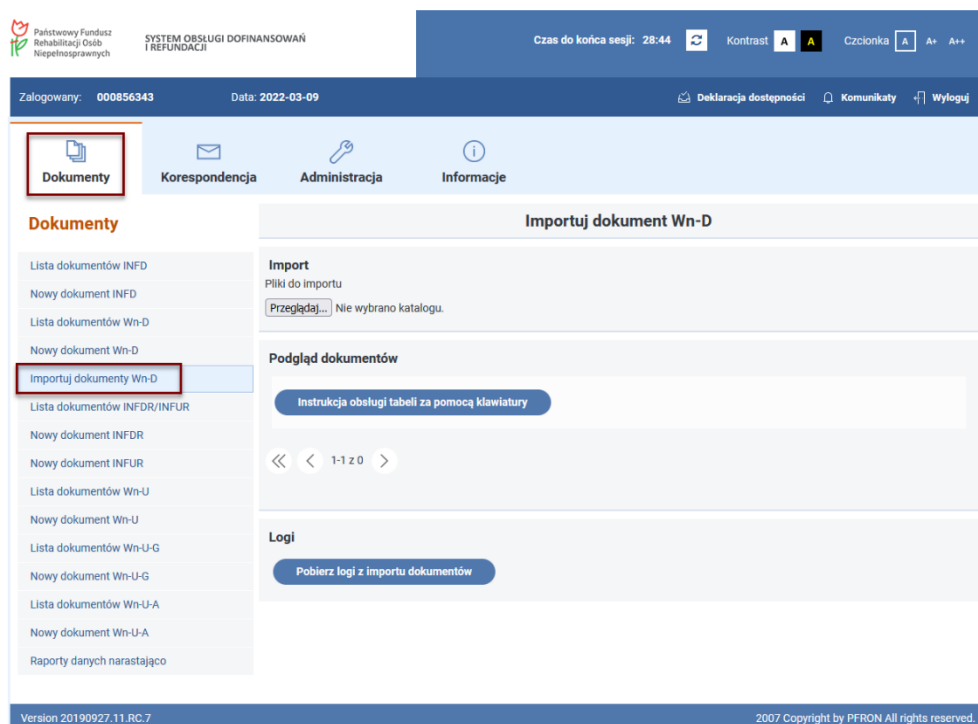 Państwowy Fundusz
Rehabilitacji Osób
Niepełnosprawnych
SYSTEM OBSŁUGI DOFINANSOWAŃ
I REFUNDACJI
Czas do końca sesji: 28:44
Kontrast A A
Czcionka A A+ A++
Zalogowany: 000856343
Data: 2022-03-09
Deklaracja dostępności
Komunikaty
Wyloguj
Dokumenty
Korespondencja
Administracja
Informacje
Dokumenty
Lista dokumentów INFD
Nowy dokument INFD
Lista dokumentów Wn-D
Nowy dokument Wn-D
Importuj dokumenty Wn-D
Lista dokumentów INFDR/INFUR
Nowy dokument INFDR
Nowy dokument INFUR
Lista dokumentów Wn-U
Nowy dokument Wn-U
Lista dokumentów Wn-U-G
Nowy dokument Wn-U-G
Lista dokumentów Wn-U-A
Nowy dokument Wn-U-A
Raporty danych narastająco
Importuj dokument Wn-D
Import
Pliki do importu
Przeglądaj... Nie wybrano katalogu.
Podgląd dokumentów
Instrukcja obsługi tabeli za pomocą klawiatury
1-1 z 0
Logi
Pobierz logi z importu dokumentów
Version 20190927.11.RC.7
2007 Copyright by PFRON All rights reserved.